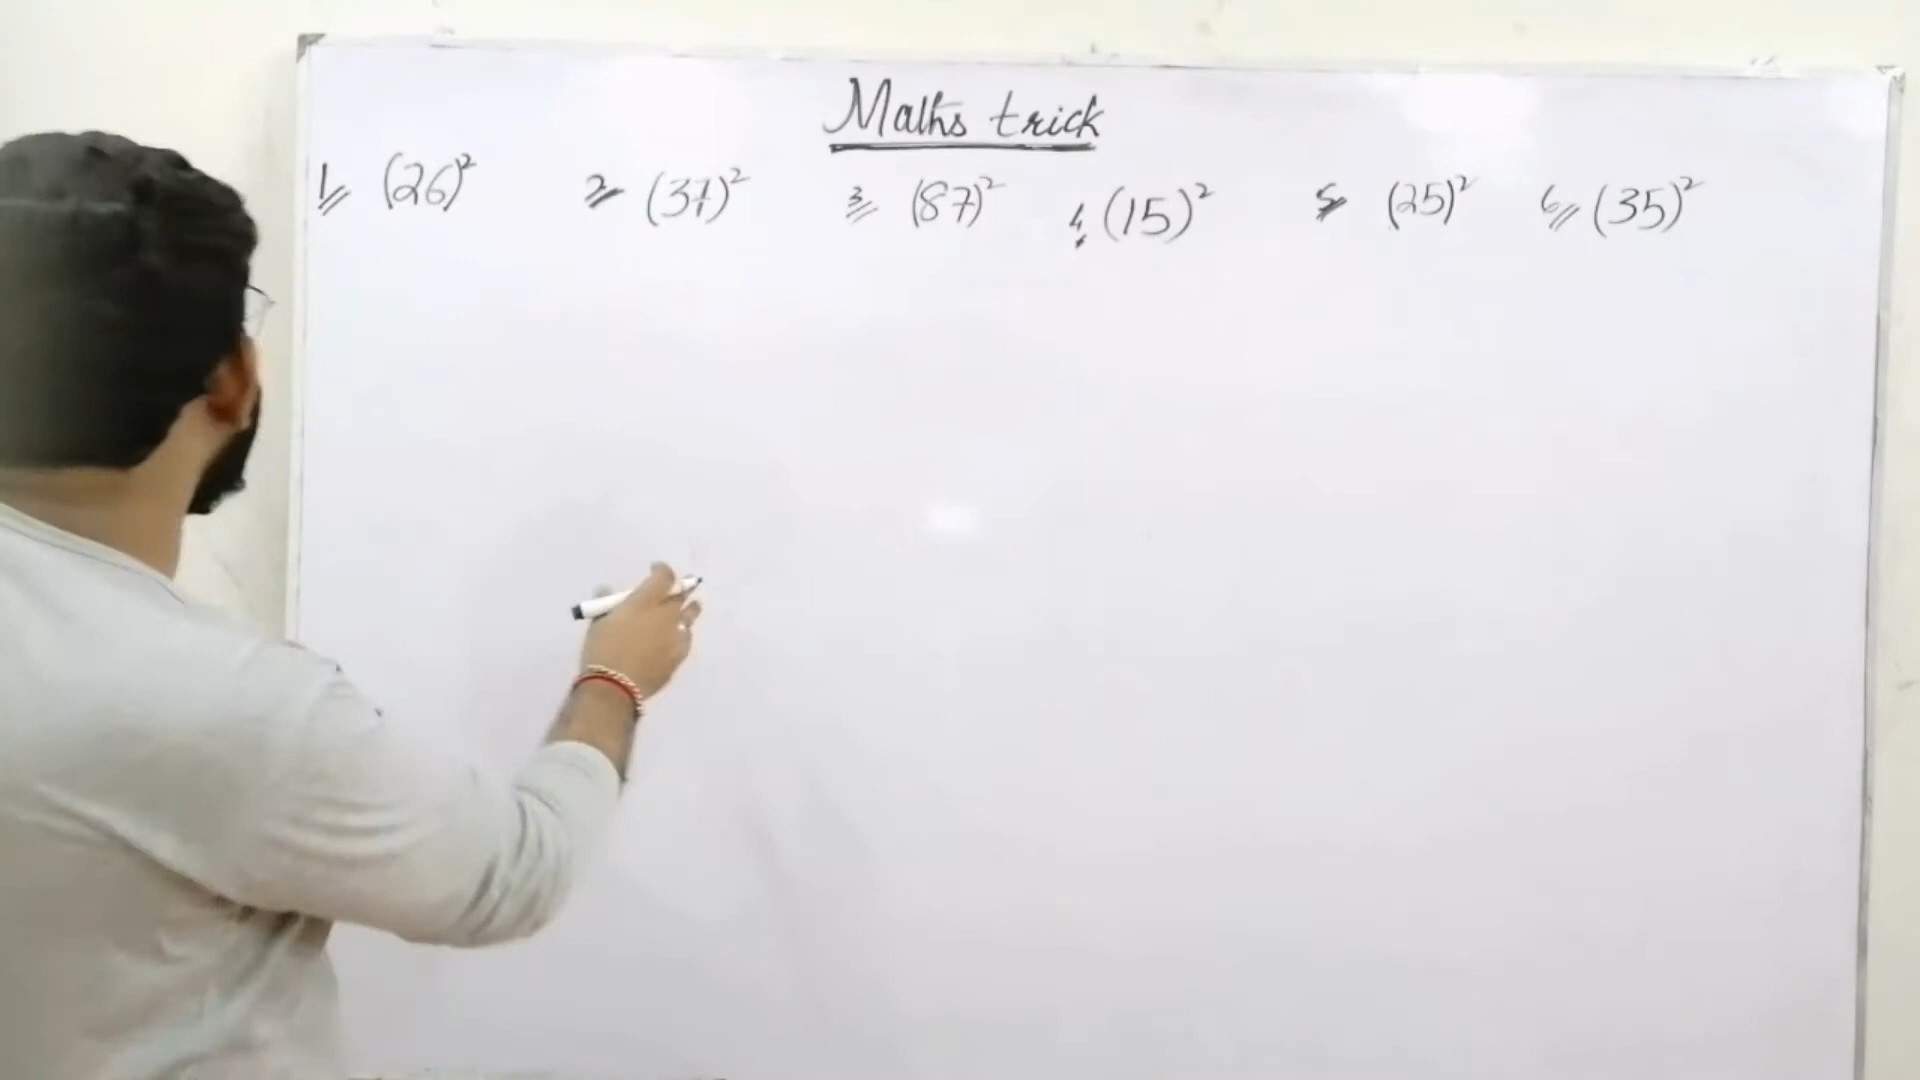 Maths trick
1 (26)² 2 (37)² 3 (87)² 4. (15)² 5 (25)² 6 (35)²